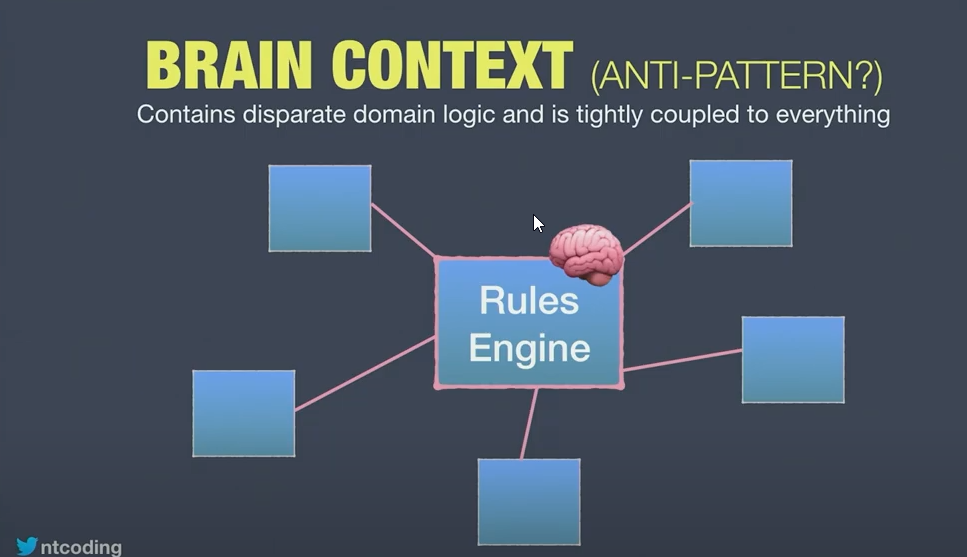 BRAIN CONTEXT (ANTI-PATTERN?)
Contains disparate domain logic and is tightly coupled to everything
Rules
Engine
ntcoding